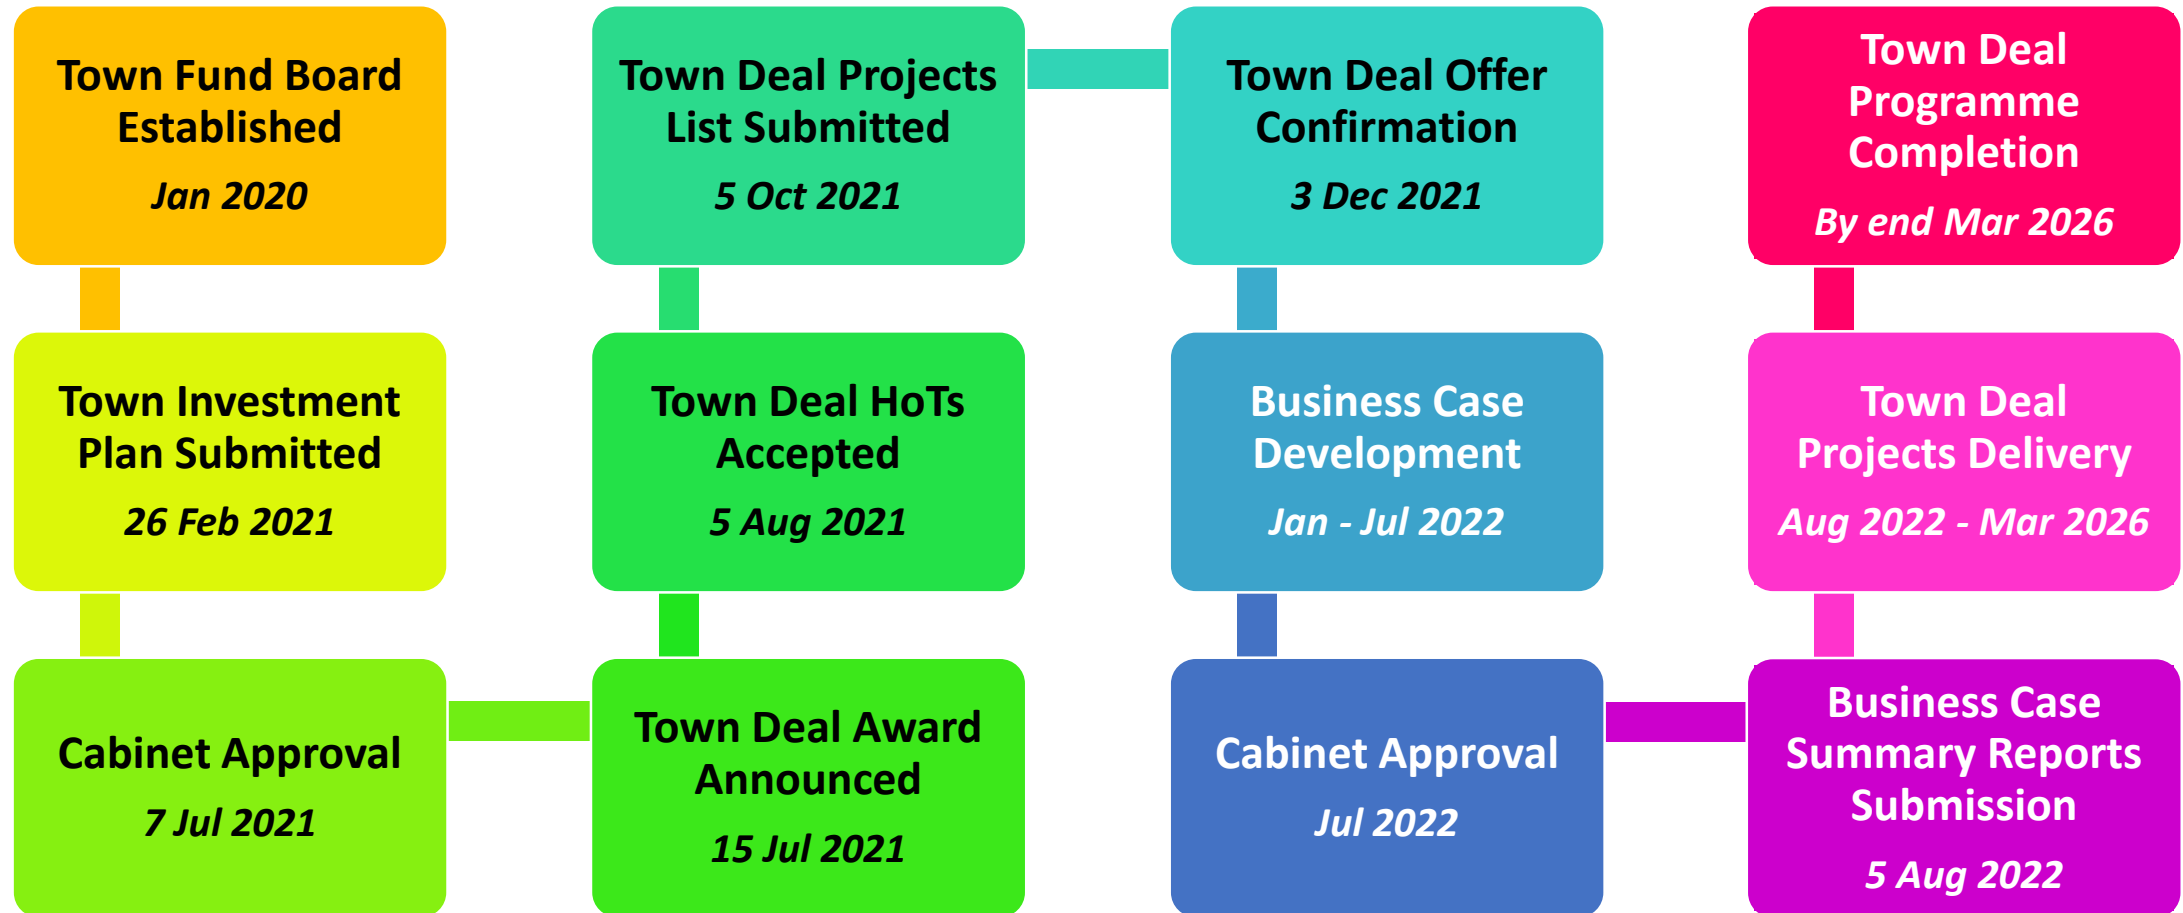 Town Fund Board
Established
Jan 2020
Town Investment
Plan Submitted
26 Feb 2021
Cabinet Approval
7 Jul 2021
Town Deal Award
Announced
15 Jul 2021
Town Deal HoTs
Accepted
5 Aug 2021
Town Deal Projects
List Submitted
5 Oct 2021
Town Deal Offer
Confirmation
3 Dec 2021
Business Case
Development
Jan - Jul 2022
Cabinet Approval
Jul 2022
Business Case
Summary Reports
Submission
5 Aug 2022
Town Deal
Projects Delivery
Aug 2022 - Mar 2026
Town Deal
Programme
Completion
By end Mar 2026